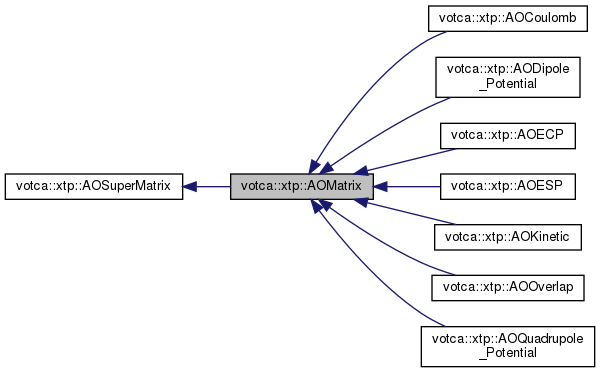 votca::xtp::AOSuperMatrix
votca::xtp::AOMatrix
votca::xtp::AOCoulomb
votca::xtp::AODipole
_Potential
votca::xtp::AOECP
votca::xtp::AOESP
votca::xtp::AOKinetic
votca::xtp::AOOverlap
votca::xtp::AOQuadrupole
_Potential